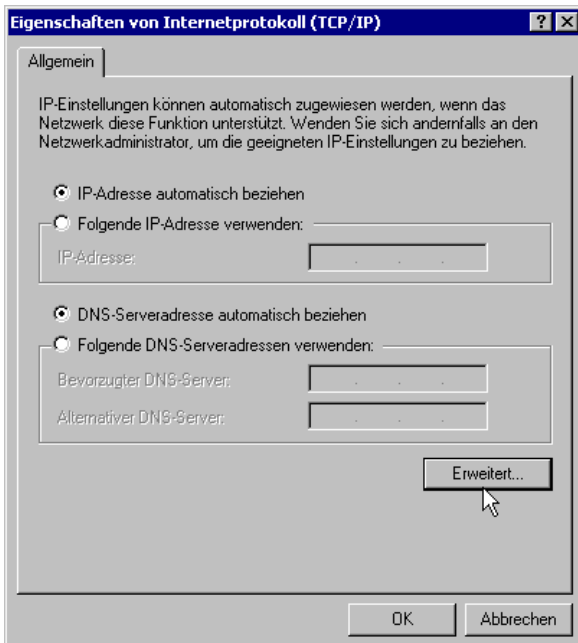 Eigenschaften von Internetprotokoll (TCP/IP)
Allgemein
IP-Einstellungen können automatisch zugewiesen werden, wenn das
Netzwerk diese Funktion unterstützt. Wenden Sie sich andernfalls an den
Netzwerkadministrator, um die geeigneten IP-Einstellungen zu beziehen.
IP-Adresse automatisch beziehen
Folgende IP-Adresse verwenden:
IP-Adresse:
DNS-Serveradresse automatisch beziehen
Folgende DNS-Serveradressen verwenden:
Bevorzugter DNS-Server:
Alternativer DNS-Server:
Erweitert...
OK Abbrechen